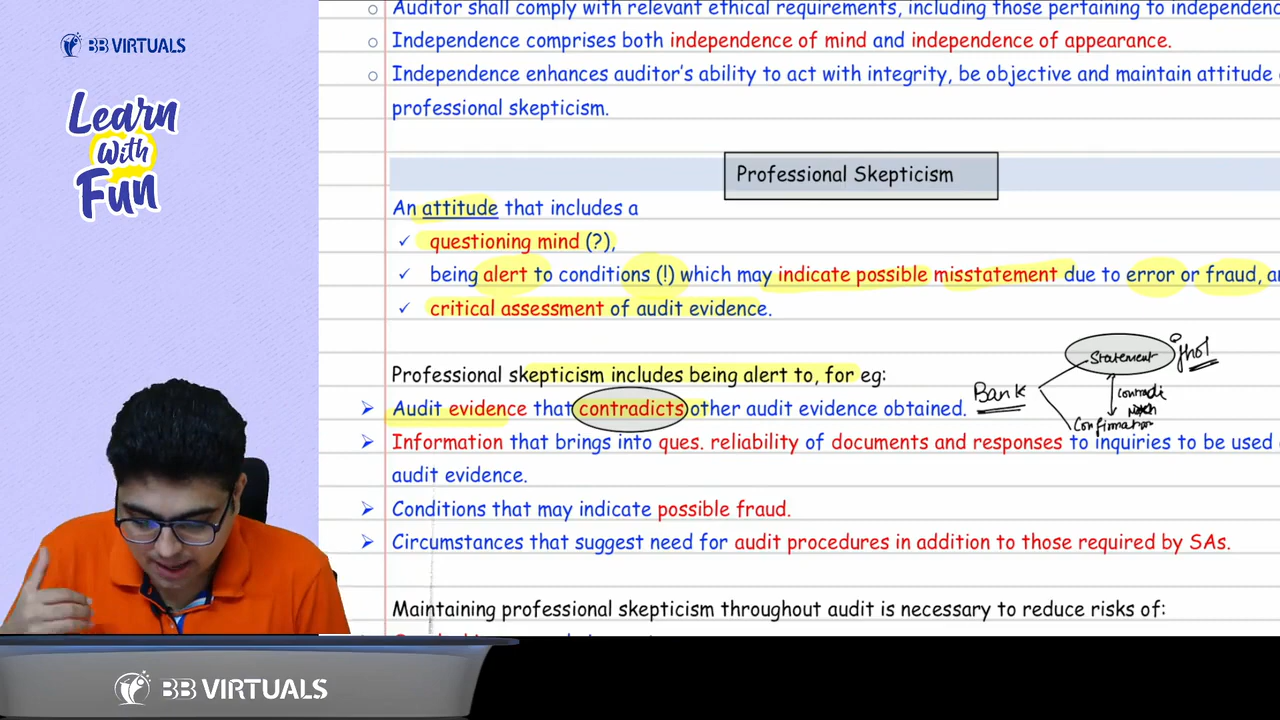 Auditor shall comply with relevant ethical requirements, including those pertaining to independenc
Independence comprises both independence of mind and independence of appearance.
Independence enhances auditor's ability to act with integrity, be objective and maintain attitude
professional skepticism.
BB VIRTUALS
Learn
With
Fun
Professional Skepticism
An attitude that includes a
✓ questioning mind (?),
✓ being alert to conditions (!) which may indicate possible misstatement due to error or fraud, an
✓ critical assessment of audit evidence.
Professional skepticism includes being alert to, for eg:
➢ Audit evidence that contradicts other audit evidence obtained.
Bank
Statement
jhol
Confirmation
➢ Information that brings into ques. reliability of documents and responses to inquiries to be used
audit evidence.
➢ Conditions that may indicate possible fraud.
➢ Circumstances that suggest need for audit procedures in addition to those required by SAs.
Maintaining professional skepticism throughout audit is necessary to reduce risks of:
BB VIRTUALS